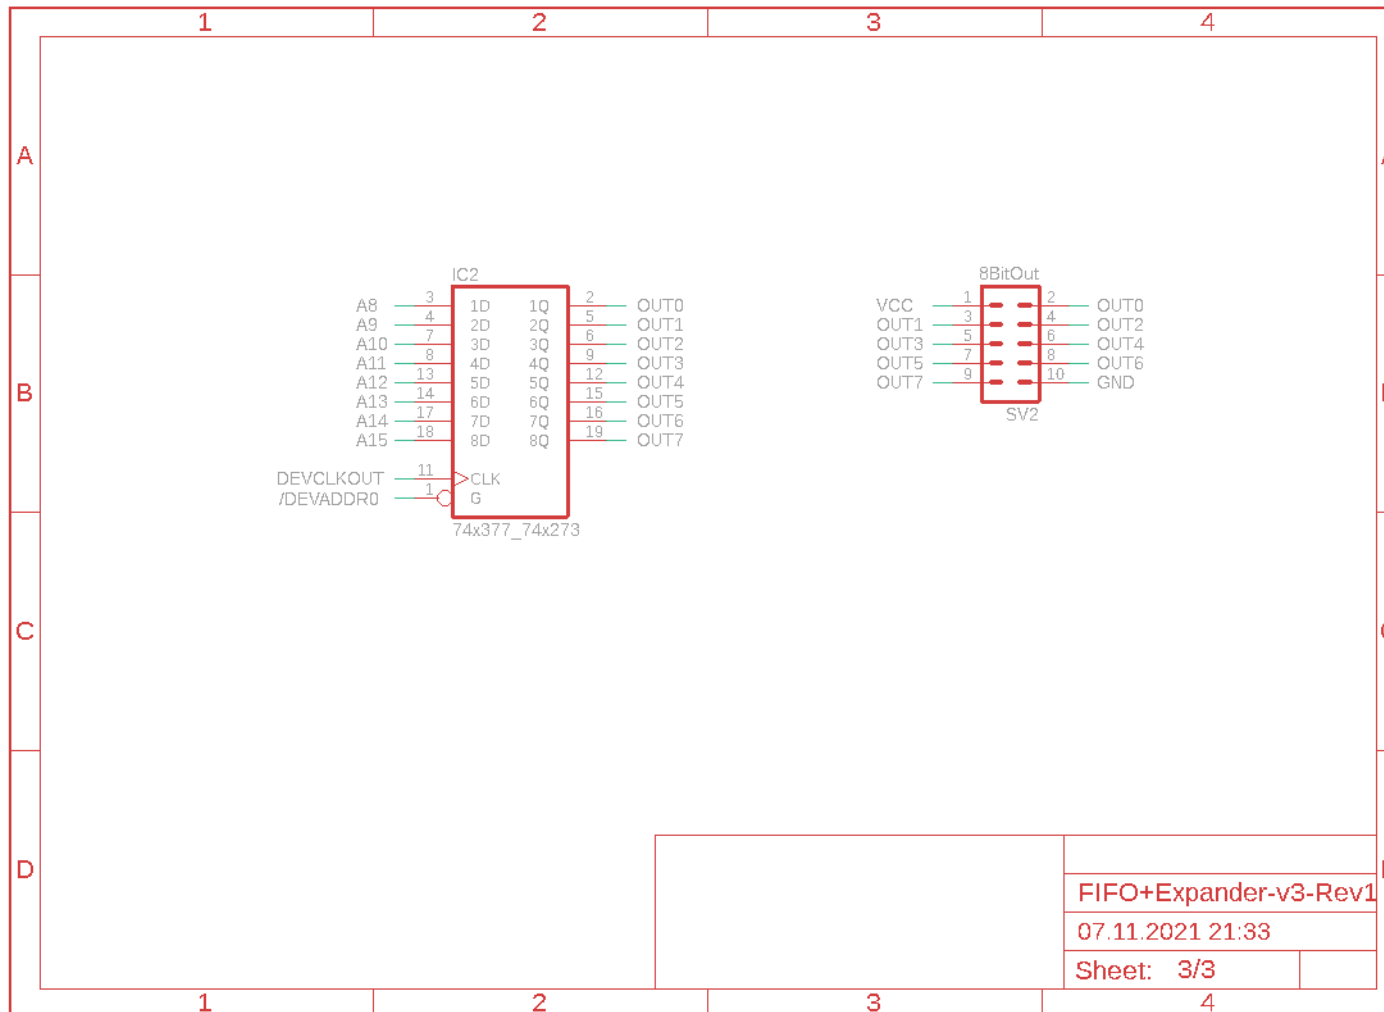 1 2 3 4
A
IC2 8BitOut
A8 3 1D 1Q 2 OUT0 VCC 1 2 OUT0
A9 4 2D 2Q 5 OUT1 OUT1 3 4 OUT2
A10 7 3D 3Q 6 OUT2 OUT3 5 6 OUT4
A11 8 4D 4Q 9 OUT3 OUT5 7 8 OUT6
A12 13 5D 5Q 12 OUT4 OUT7 9 10 GND
B
A13 14 6D 6Q 15 OUT5
SV2
A14 17 7D 7Q 16 OUT6
A15 18 8D 8Q 19 OUT7
DEVCLKOUT 11 CLK
/DEVADDR0 1 G
74x377_74x273
C
D
FIFO+Expander-v3-Rev1
07.11.2021 21:33
Sheet: 3/3
1 2 3 4